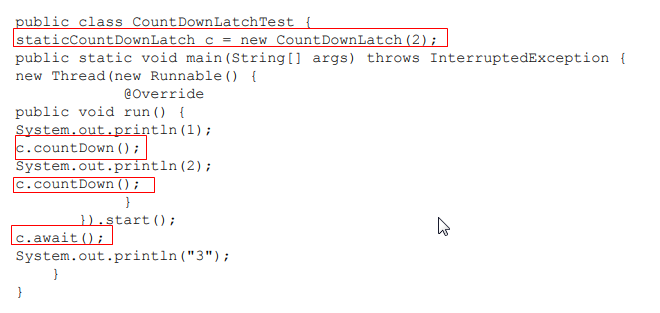 public class CountDownLatchTest {
staticCountDownLatch c = new CountDownLatch(2);
public static void main(String[] args) throws InterruptedException {
new Thread(new Runnable() {
@Override
public void run() {
System.out.println(1);
c.countDown();
System.out.println(2);
c.countDown();
}
}).start();
c.await();
System.out.println("3");
}
}